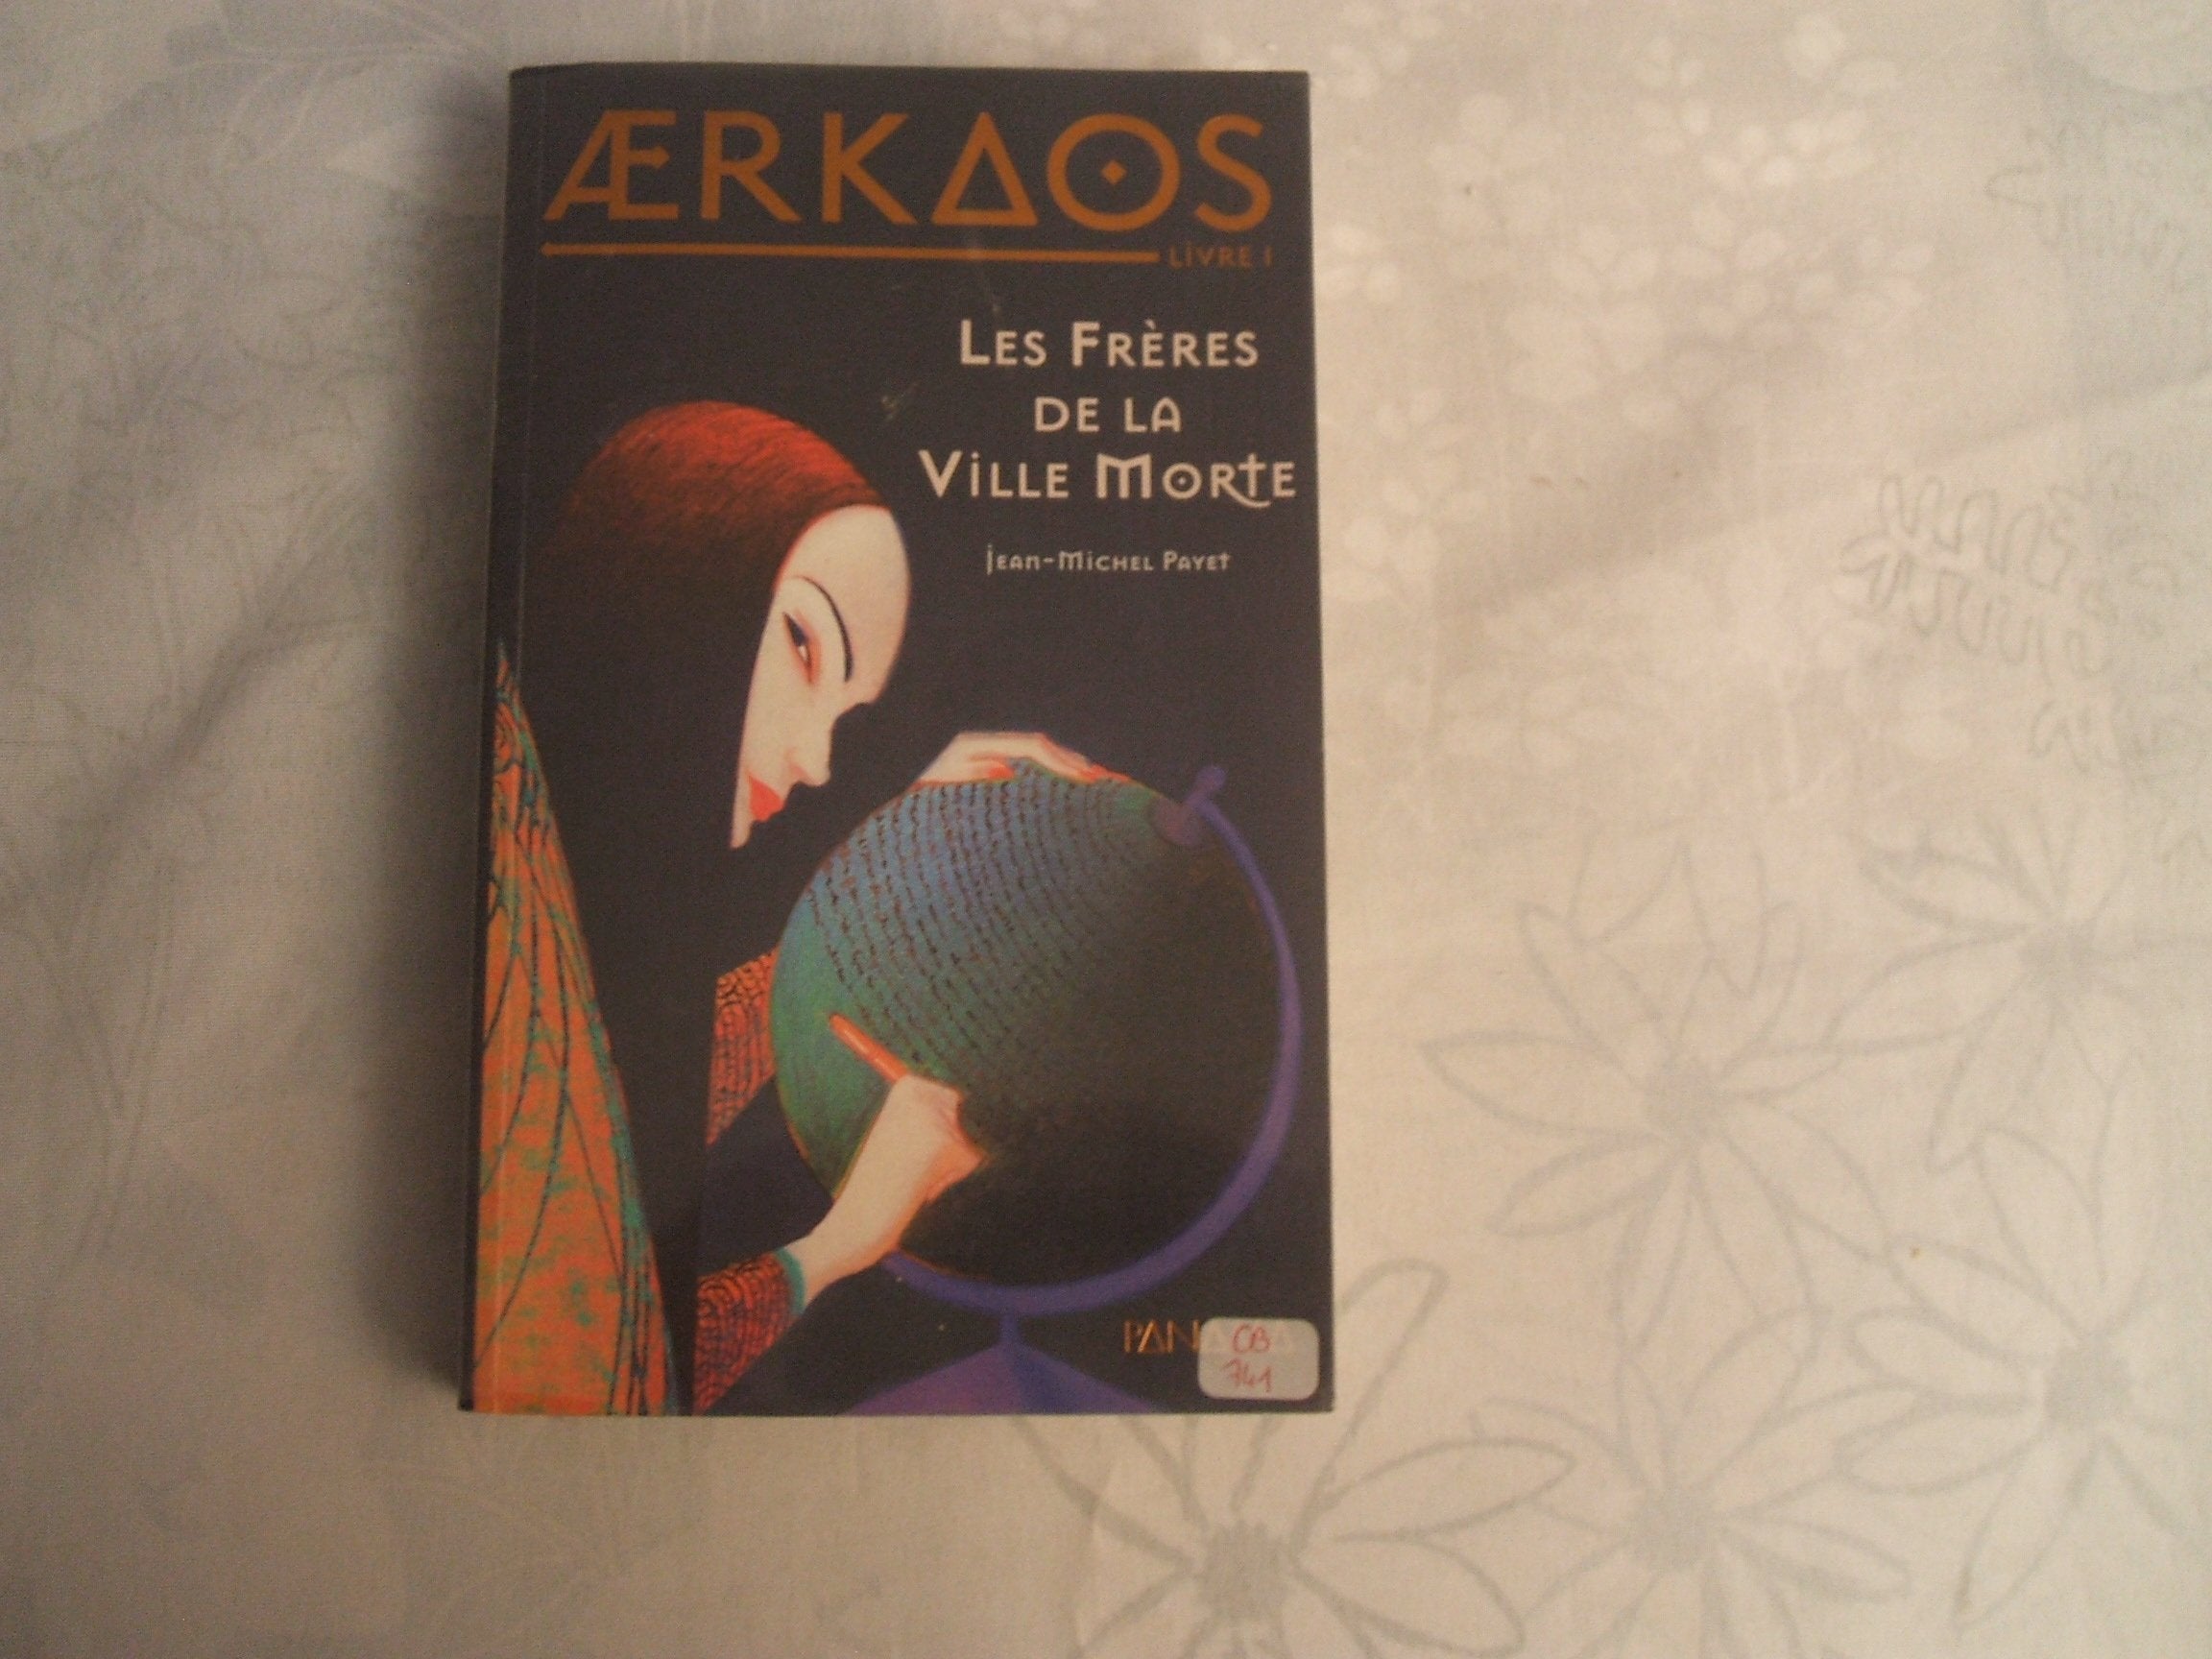 ÆRKAOS
LIVRE I
LES FRÈRES
DE LA
VILLE MORTE
JEAN-MICHEL PAYET
CB
741